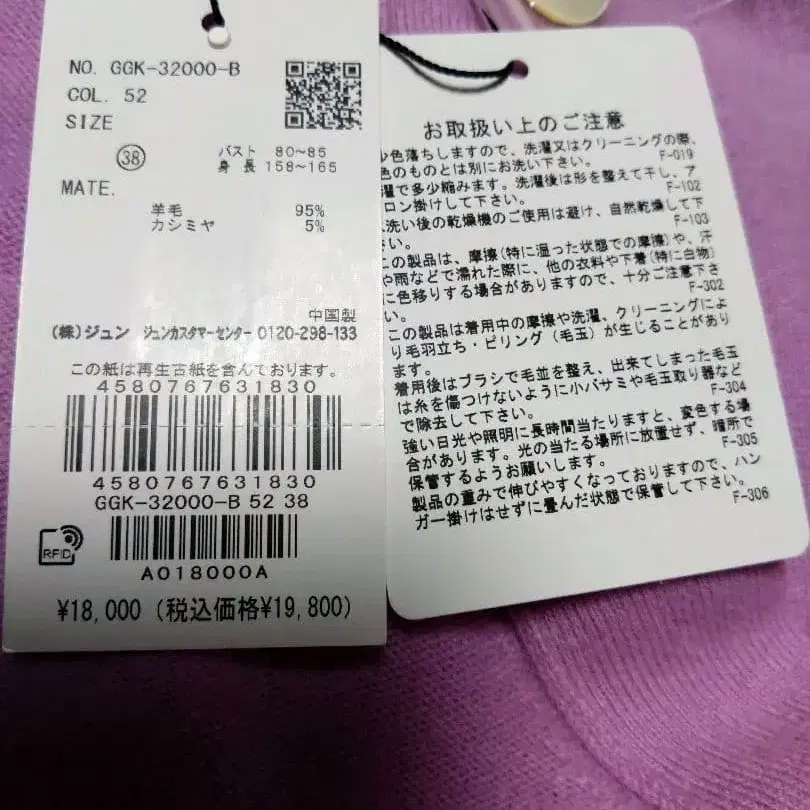 NO. GGK-32000-B
COL. 52
SIZE
38
バスト 80~85
身長 158~165
MATE.
羊毛 95%
カシミヤ 5%
中国製
(株)ジュン ジュンカスタマーセンター 0120-298-133
この紙は再生古紙を含んでおります。
4580767631830
4580767631830
GGK-32000-B 52 38
RFID
A018000A
¥18,000 (税込価格¥19,800)
お取扱い上のご注意
少色落ちしますので、洗濯又はクリーニングの際、
色のものとは別にお洗い下さい。 F-019
濯で多少縮みます。洗濯後は形を整えて干し、ア
ロン掛けして下さい。 F-102
洗い後の乾燥機のご使用は避け、自然乾燥して下
い。 F-103
この製品は、摩擦(特に湿った状態での摩擦)や、汗
や雨などで濡れた際に、他の衣料や下着(特に白物)
に色移りする場合がありますので、十分ご注意下さ
い。 F-302
この製品は着用中の摩擦や洗濯、クリーニングによ
り毛羽立ち・ピリング(毛玉)が生じることがあり
ます。
着用後はブラシで毛並を整え、出来てしまった毛玉
は糸を傷つけないように小バサミや毛玉取り器など
で除去して下さい。 F-304
強い日光や照明に長時間当たりますと、変色する場
合があります。光の当たる場所に放置せず、暗所で
保管するようお願いします。 F-305
製品の重みで伸びやすくなっておりますので、ハン
ガー掛けはせずに畳んだ状態で保管して下さい。
F-306